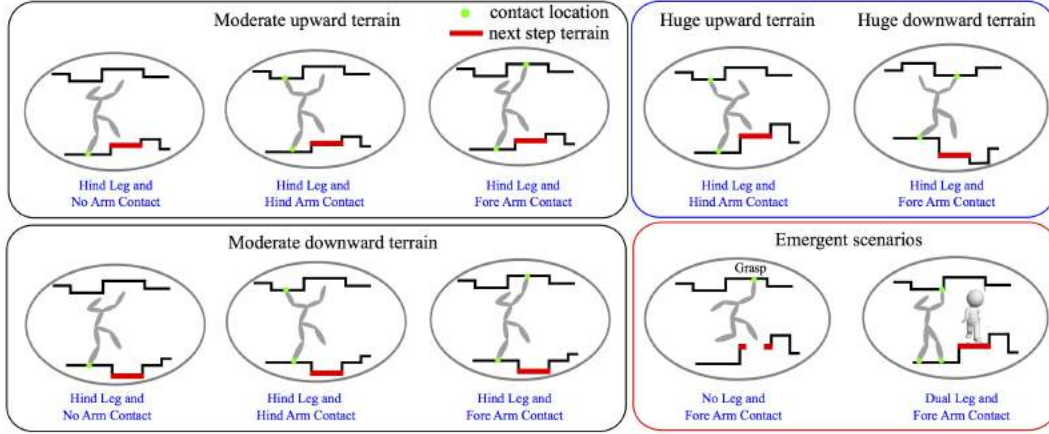 Moderate upward terrain
contact location
next step terrain
Hind Leg and
No Arm Contact
Hind Leg and
Hind Arm Contact
Hind Leg and
Fore Arm Contact
Huge upward terrain
Huge downward terrain
Hind Leg and
Hind Arm Contact
Hind Leg and
Fore Arm Contact
Moderate downward terrain
Hind Leg and
No Arm Contact
Hind Leg and
Hind Arm Contact
Hind Leg and
Fore Arm Contact
Emergent scenarios
Grasp
No Leg and
Fore Arm Contact
Dual Leg and
Fore Arm Contact